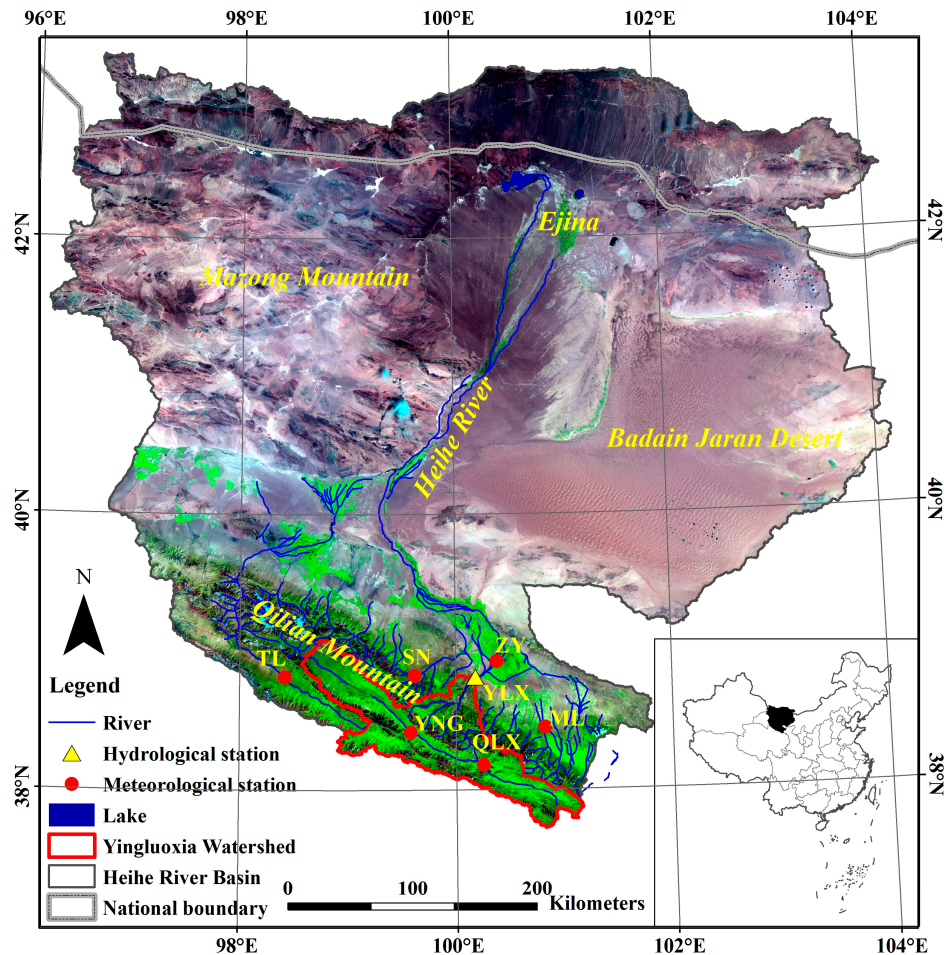 96°E
98°E
100°E
102°E
104°E
42°N
42°N
Ejina
Mazong Mountain
Heihe River
Badain Jaran Desert
40°N
40°N
N
Qilian Mountain
TL
SN
ZY
YLX
YNG
ML
QLX
38°N
38°N
Legend
River
Hydrological station
Meteorological station
Lake
Yingluoxia Watershed
Heihe River Basin
National boundary
0 100 200
Kilometers
98°E
100°E
102°E
104°E